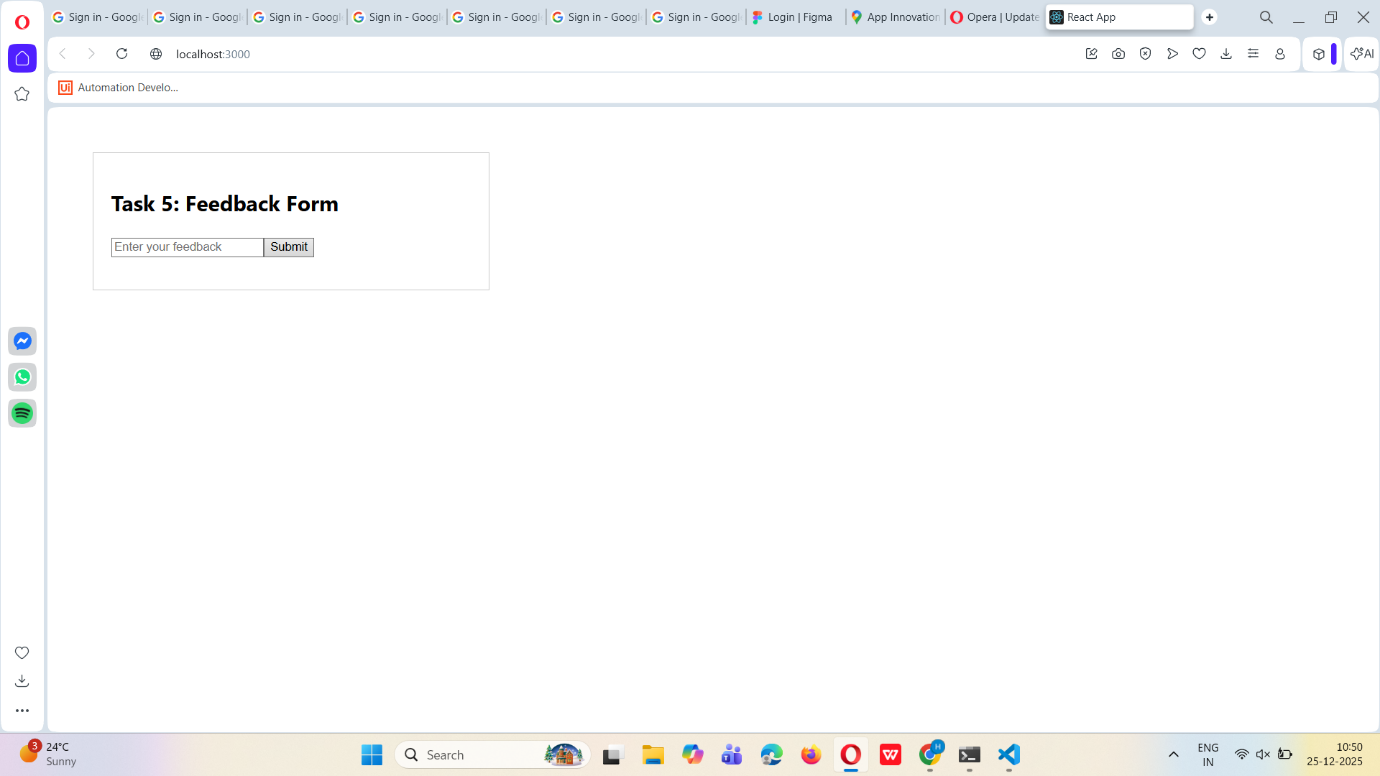 Sign in - Googl
Sign in - Googl
Sign in - Googl
Sign in - Googl
Sign in - Googl
Sign in - Googl
Sign in - Googl
Login | Figma
App Innovation
Opera | Update
React App
localhost:3000
AI
Ui Automation Develo...
Task 5: Feedback Form
Enter your feedback
Submit
3
24°C
Sunny
Search
H
ENG
IN
10:50
25-12-2025